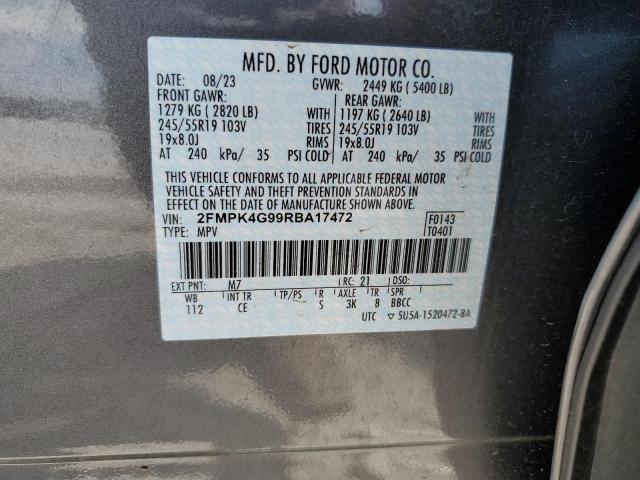 MFD. BY FORD MOTOR CO.
DATE: 08/23 GVWR: 2449 KG ( 5400 LB)
FRONT GAWR: REAR GAWR:
1279 KG ( 2820 LB) WITH 1197 KG ( 2640 LB) WITH
245/55R19 103V TIRES 245/55R19 103V TIRES
19x8.0J RIMS 19x8.0J RIMS
AT 240 kPa/ 35 PSI COLD AT 240 kPa/ 35 PSI COLD
THIS VEHICLE CONFORMS TO ALL APPLICABLE FEDERAL MOTOR
VEHICLE SAFETY AND THEFT PREVENTION STANDARDS IN
EFFECT ON THE DATE OF MANUFACTURE SHOWN ABOVE.
VIN: 2FMPK4G99RBA17472 F0143
TYPE: MPV T0401
EXT PNT: M7 RC: 21 DSO:
WB INT TR TP/PS R AXLE TR SPR
112 CE S 3K 8 BBCC
UTC ▽ 5U5A-1520472-BA